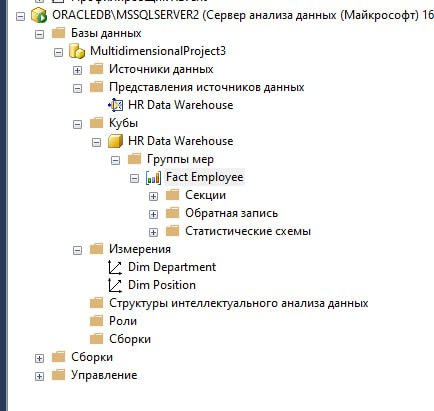 ORACLEDB\MSSQLSERVER2 (Сервер анализа данных (Майкрософт) 16
Базы данных
MultidimensionalProject3
Источники данных
Представления источников данных
HR Data Warehouse
Кубы
HR Data Warehouse
Группы мер
Fact Employee
Секции
Обратная запись
Статистические схемы
Измерения
Dim Department
Dim Position
Структуры интеллектуального анализа данных
Роли
Сборки
Сборки
Управление